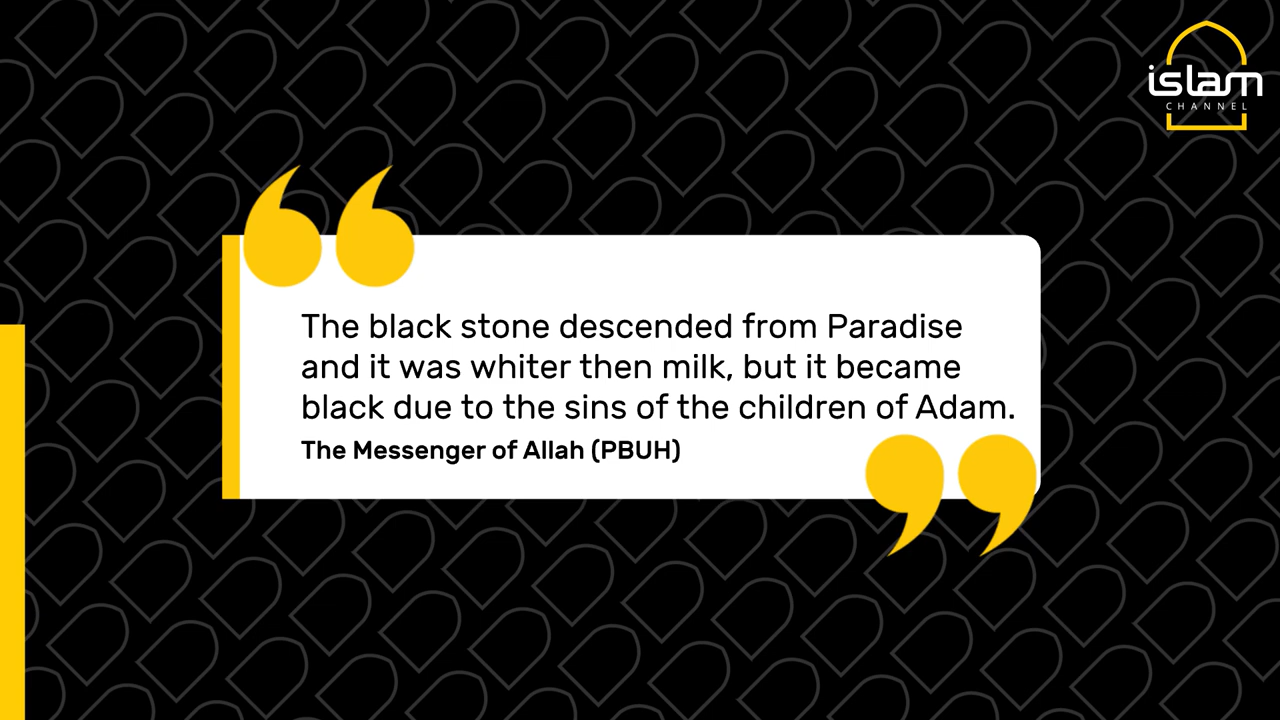 islam
CHANNEL
The black stone descended from Paradise
and it was whiter then milk, but it became
black due to the sins of the children of Adam.
The Messenger of Allah (PBUH)